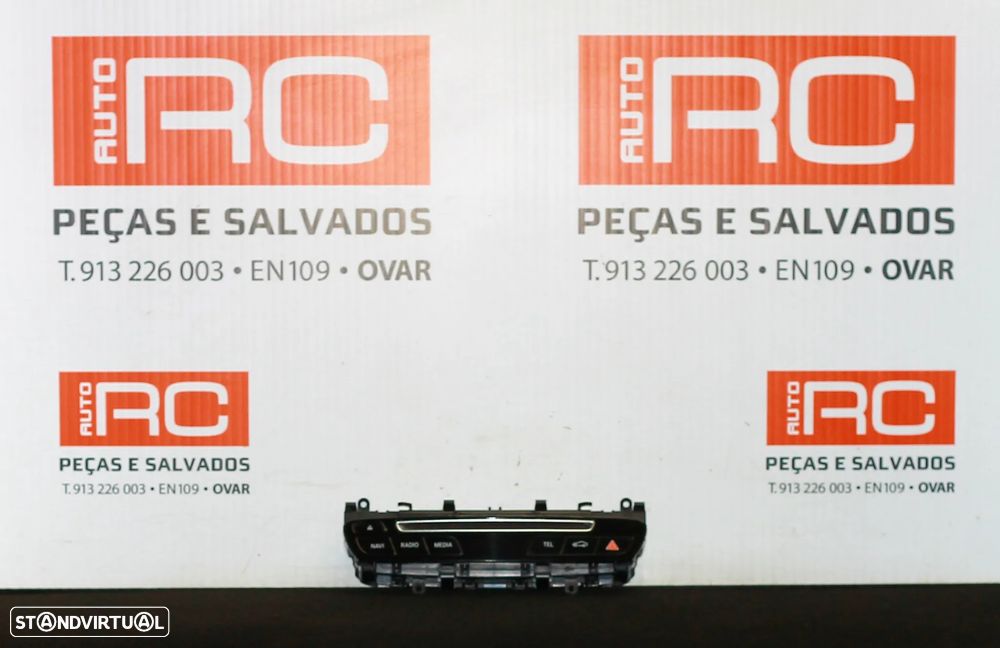 AUTO RC
AUTO RC
PEÇAS E SALVADOS
PEÇAS E SALVADOS
T. 913 226 003 • EN109 • OVAR
T. 913 226 003 • EN109 • OVAR
AUTO RC
AUTO RC
PEÇAS E SALVADOS
PEÇAS E SALVADOS
T. 913 226 003 • EN109 • OVAR
T. 913 226 003 • EN109 • OVAR
NAVI RADIO MEDIA TEL
STANDVIRTUAL